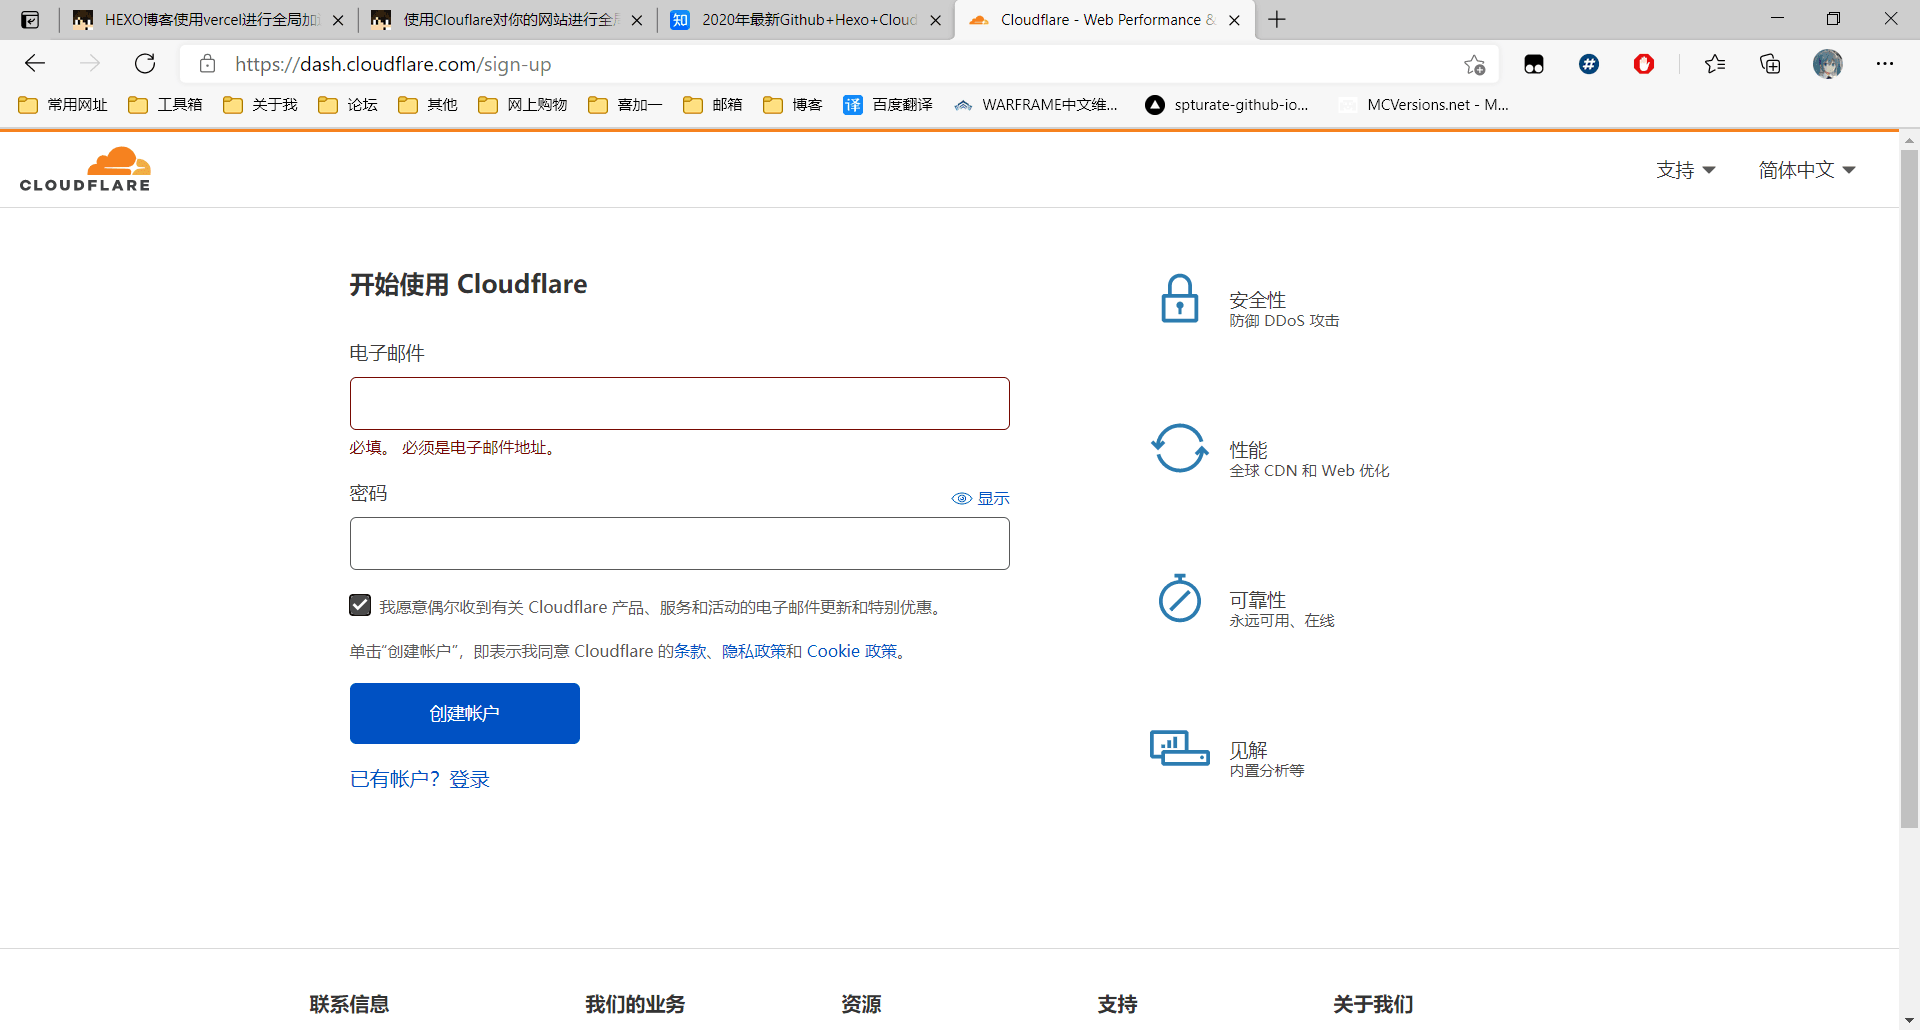 HEXO博客使用vercel进行全局加
使用Clouflare对你的网站进行全
知 2020年最新Github+Hexo+Cloud
Cloudflare - Web Performance &
https://dash.cloudflare.com/sign-up
常用网址 工具箱 关于我 论坛 其他 网上购物 喜加一 邮箱 博客 译 百度翻译 WARFRAME中文维... spturate-github-io... MCVersions.net - M...
CLOUDFLARE
支持 简体中文
开始使用 Cloudflare
电子邮件
必填。 必须是电子邮件地址。
密码
显示
我愿意偶尔收到有关 Cloudflare 产品、服务和活动的电子邮件更新和特别优惠。
单击“创建帐户”，即表示我同意 Cloudflare 的条款、隐私政策和 Cookie 政策。
创建帐户
已有帐户？登录
安全性
防御 DDoS 攻击
性能
全球 CDN 和 Web 优化
可靠性
永远可用、在线
见解
内置分析等
联系信息 我们的业务 资源 支持 关于我们